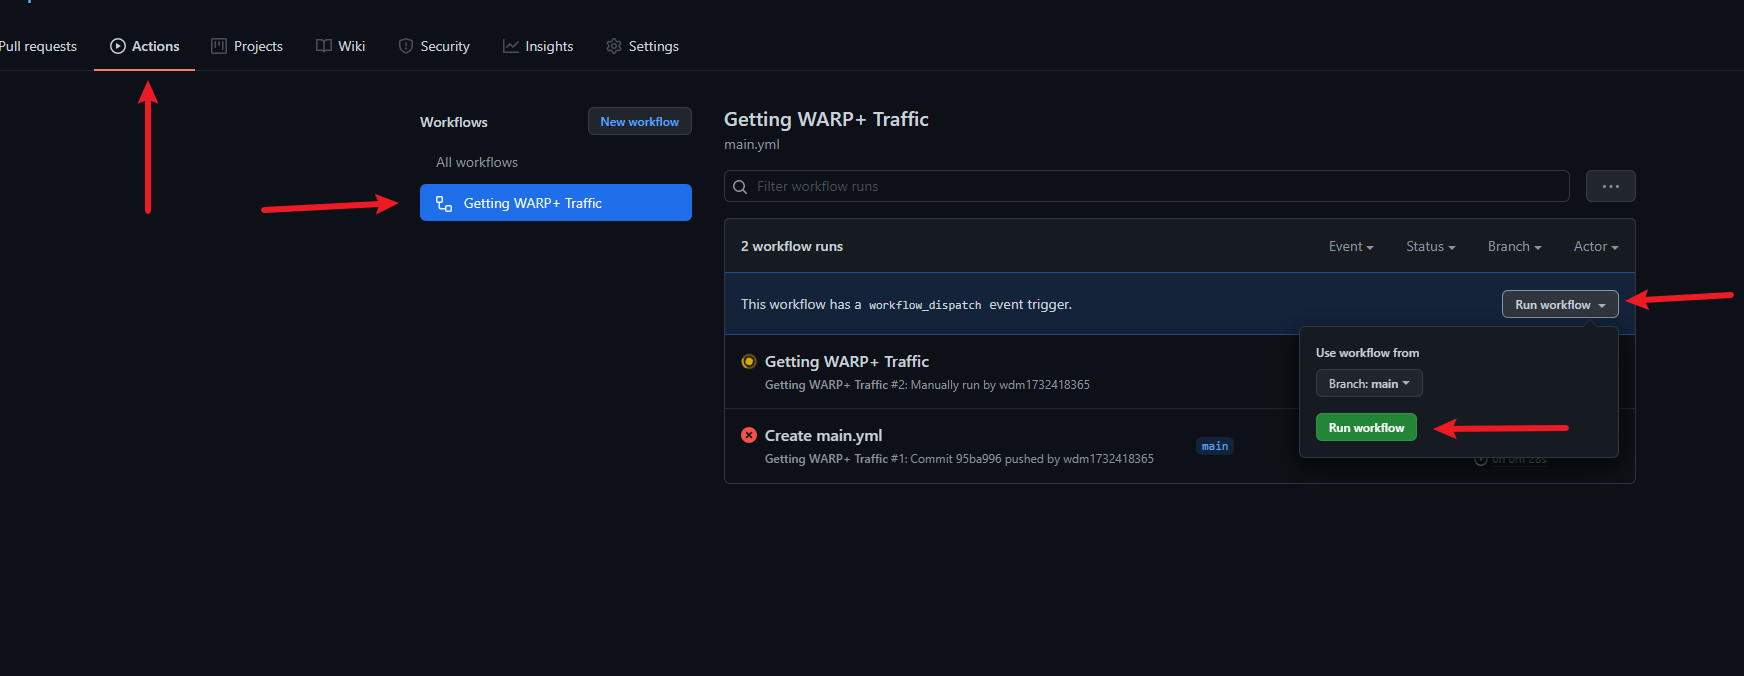 Pull requests Actions Projects Wiki Security Insights Settings
Workflows
New workflow
All workflows
Getting WARP+ Traffic
Getting WARP+ Traffic
main.yml
Filter workflow runs
...
2 workflow runs
Event Status Branch Actor
This workflow has a workflow_dispatch event trigger.
Run workflow
Use workflow from
Branch: main
Run workflow
Getting WARP+ Traffic
Getting WARP+ Traffic #2: Manually run by wdm1732418365
Create main.yml
Getting WARP+ Traffic #1: Commit 95ba996 pushed by wdm1732418365
main